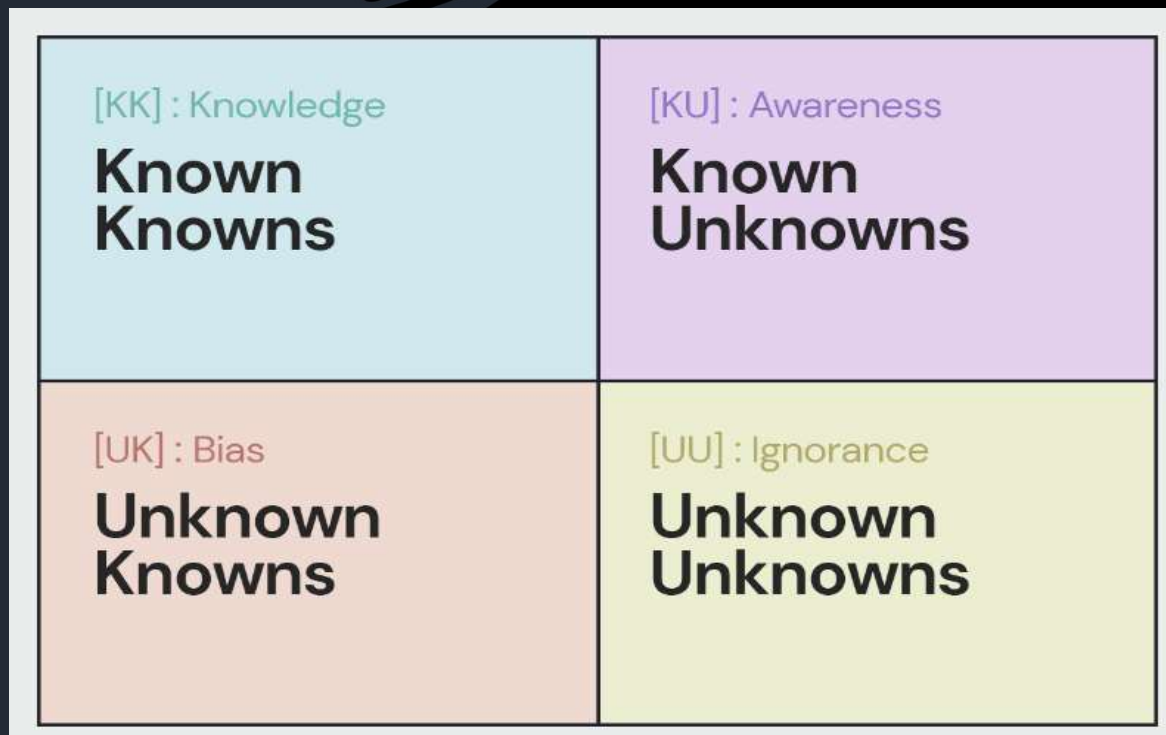 [KK] : Knowledge
Known
Knowns
[KU] : Awareness
Known
Unknowns
[UK] : Bias
Unknown
Knowns
[UU] : Ignorance
Unknown
Unknowns